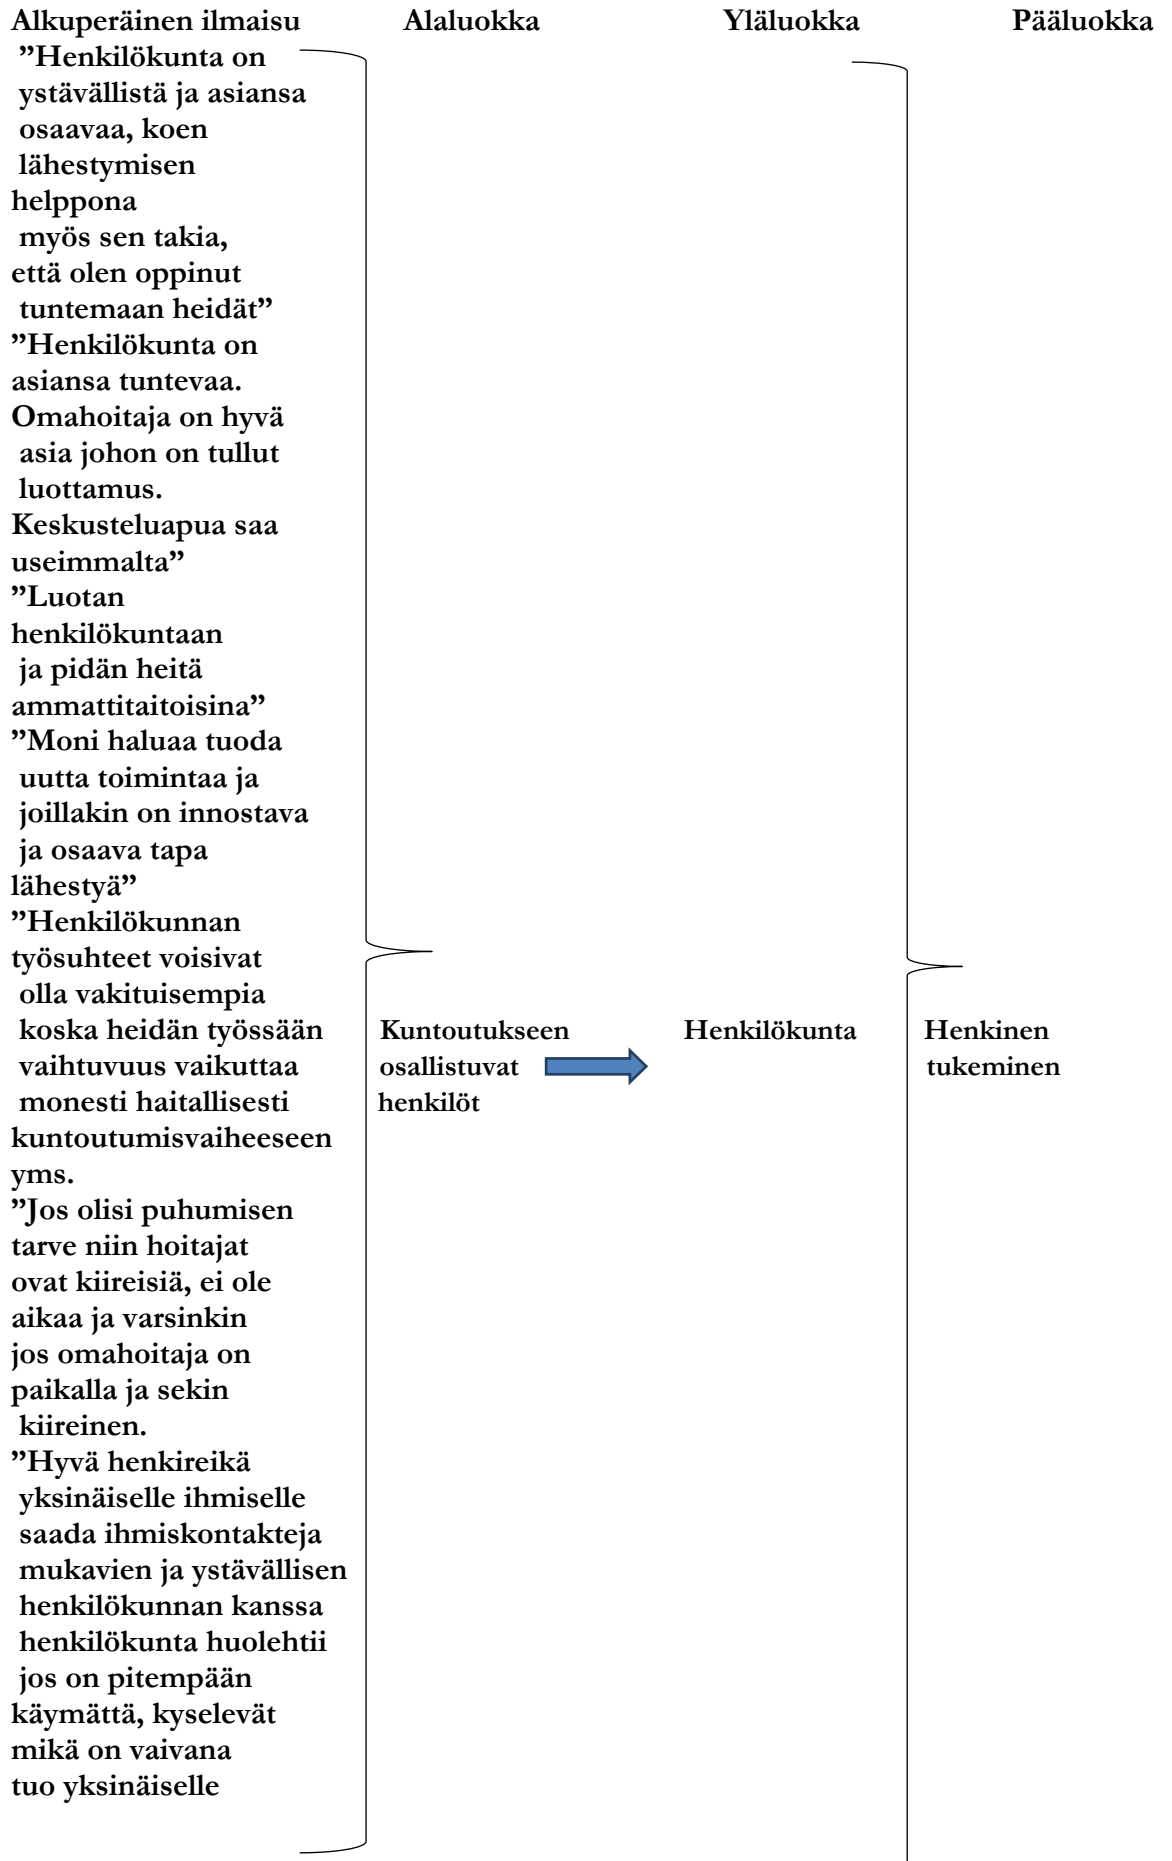 Alkuperäinen ilmaisu Alaluokka Yläluokka Pääluokka
”Henkilökunta on
ystävällistä ja asiansa
osaavaa, koen
lähestymisen
helppona
myös sen takia,
että olen oppinut
tuntemaan heidät”
”Henkilökunta on
asiansa tuntevaa.
Omahoitaja on hyvä
asia johon on tullut
luottamus.
Keskusteluapua saa
useimmalta”
”Luotan
henkilökuntaan
ja pidän heitä
ammattitaitoisina”
”Moni haluaa tuoda
uutta toimintaa ja
joillakin on innostava
ja osaava tapa
lähestyä”
”Henkilökunnan
työsuhteet voisivat
olla vakituisempia
koska heidän työssään Kuntoutukseen Henkilökunta Henkinen
vaihtuvuus vaikuttaa osallistuvat tukeminen
monesti haitallisesti henkilöt
kuntoutumisvaiheeseen
yms.
”Jos olisi puhumisen
tarve niin hoitajat
ovat kiireisiä, ei ole
aikaa ja varsinkin
jos omahoitaja on
paikalla ja sekin
kiireinen.
”Hyvä henkireikä
yksinäiselle ihmiselle
saada ihmiskontakteja
mukavien ja ystävällisen
henkilökunnan kanssa
henkilökunta huolehtii
jos on pitempään
käymättä, kyselevät
mikä on vaivana
tuo yksinäiselle